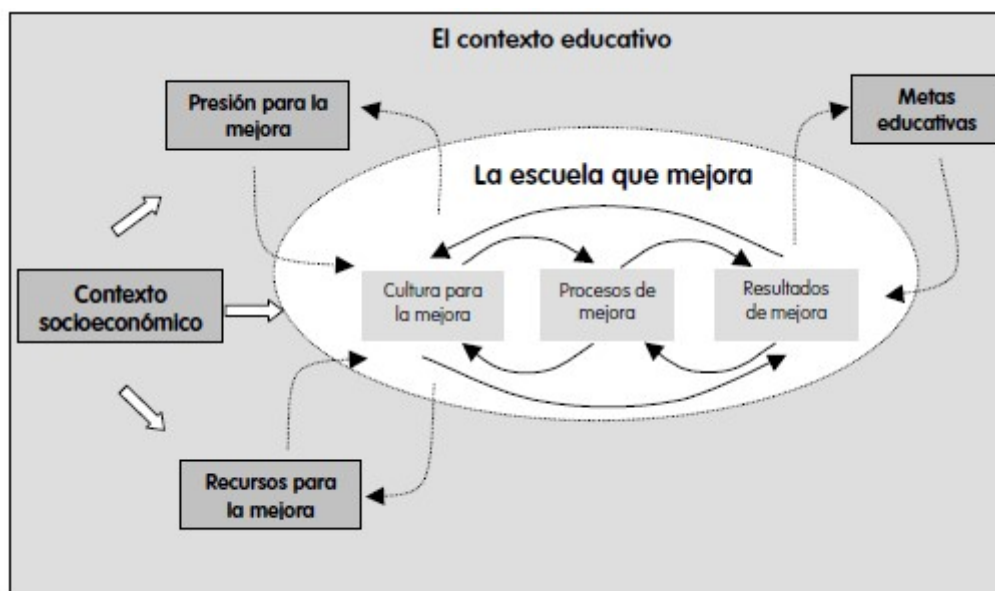 El contexto educativo
Presión para la
mejora
Metas
educativas
La escuela que mejora
Contexto
socioeconómico
Cultura para
la mejora
Procesos de
mejora
Resultados
de mejora
Recursos para
la mejora